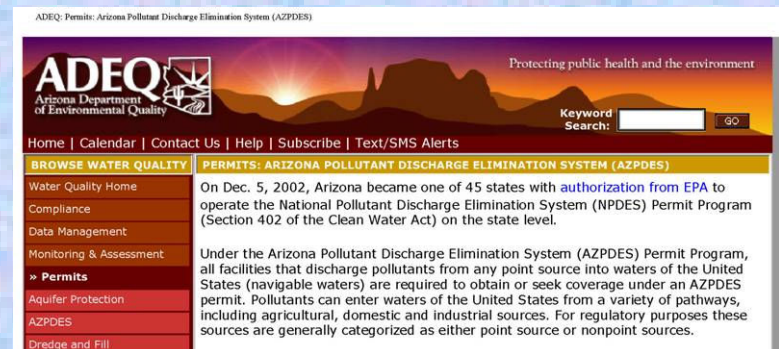 ADEQ: Permits: Arizona Pollutant Discharge Elimination System (AZPDES)
ADEQ
Arizona Department
of Environmental Quality
Protecting public health and the environment
Keyword
Search:
GO
Home | Calendar | Contact Us | Help | Subscribe | Text/SMS Alerts
BROWSE WATER QUALITY
Water Quality Home
Compliance
Data Management
Monitoring & Assessment
» Permits
Aquifer Protection
AZPDES
Dredge and Fill
PERMITS: ARIZONA POLLUTANT DISCHARGE ELIMINATION SYSTEM (AZPDES)
On Dec. 5, 2002, Arizona became one of 45 states with authorization from EPA to
operate the National Pollutant Discharge Elimination System (NPDES) Permit Program
(Section 402 of the Clean Water Act) on the state level.
Under the Arizona Pollutant Discharge Elimination System (AZPDES) Permit Program,
all facilities that discharge pollutants from any point source into waters of the United
States (navigable waters) are required to obtain or seek coverage under an AZPDES
permit. Pollutants can enter waters of the United States from a variety of pathways,
including agricultural, domestic and industrial sources. For regulatory purposes these
sources are generally categorized as either point source or nonpoint sources.